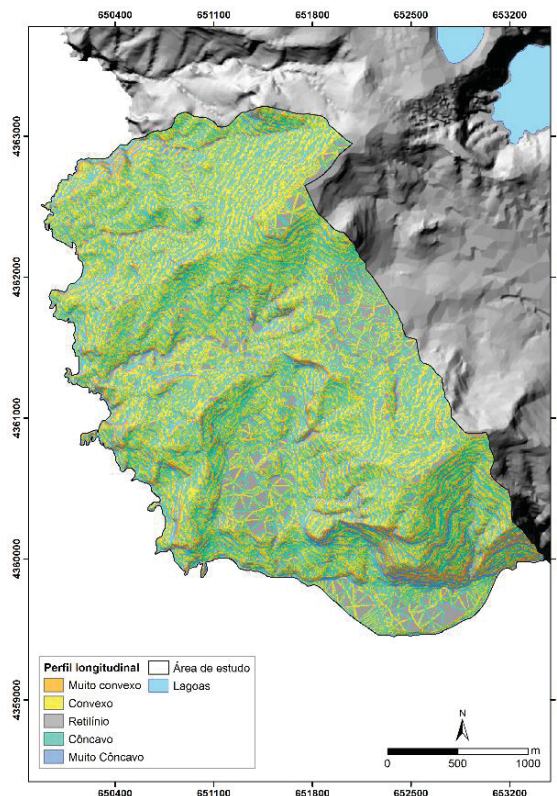 650400 651100 651800 652500 653200
4363000
4362000
4361000
4360000
4359000
Perfil longitudinal
Muito convexo
Convexo
Retilínio
Côncavo
Muito Côncavo
Área de estudo
Lagoas
N
m
0 500 1000
650400 651100 651800 652500 653200